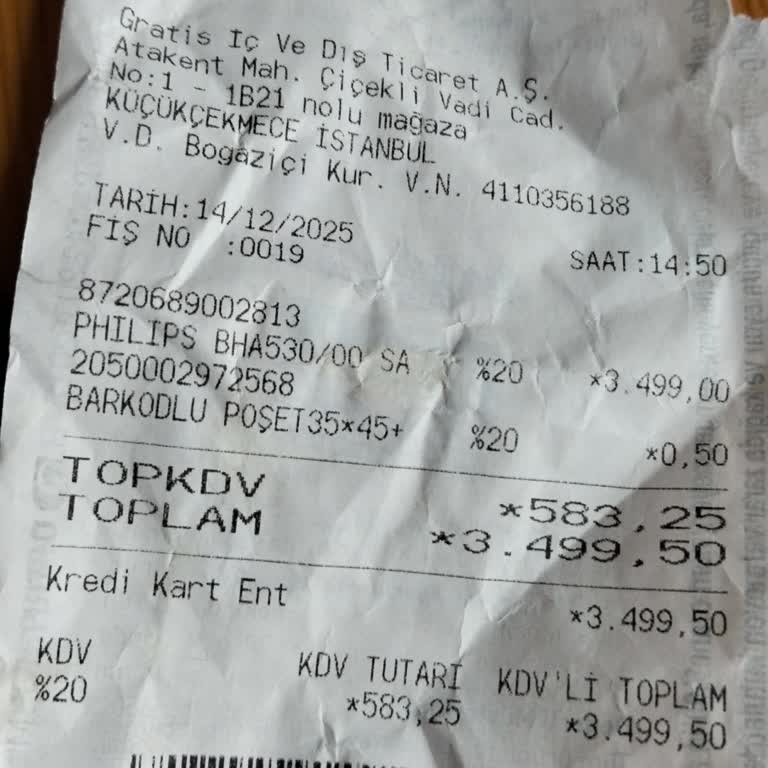 Gratis İç Ve Dış Ticaret A.Ş.
Atakent Mah. Çiçekli Vadi Cad.
No:1 - 1B21 nolu mağaza
KÜÇÜKÇEKMECE İSTANBUL
V.D. Boğaziçi Kur. V.N. 4110356188
TARİH:14/12/2025 SAAT:14:50
FİŞ NO :0019
8720689002813
PHILIPS BHA530/00 SA %20 *3.499,00
2050002972568
BARKODLU POŞET35*45+ %20 *0,50
TOPKDV *583,25
TOPLAM *3.499,50
Kredi Kart Ent *3.499,50
KDV KDV TUTARI KDV'Lİ TOPLAM
%20 *583,25 *3.499,50